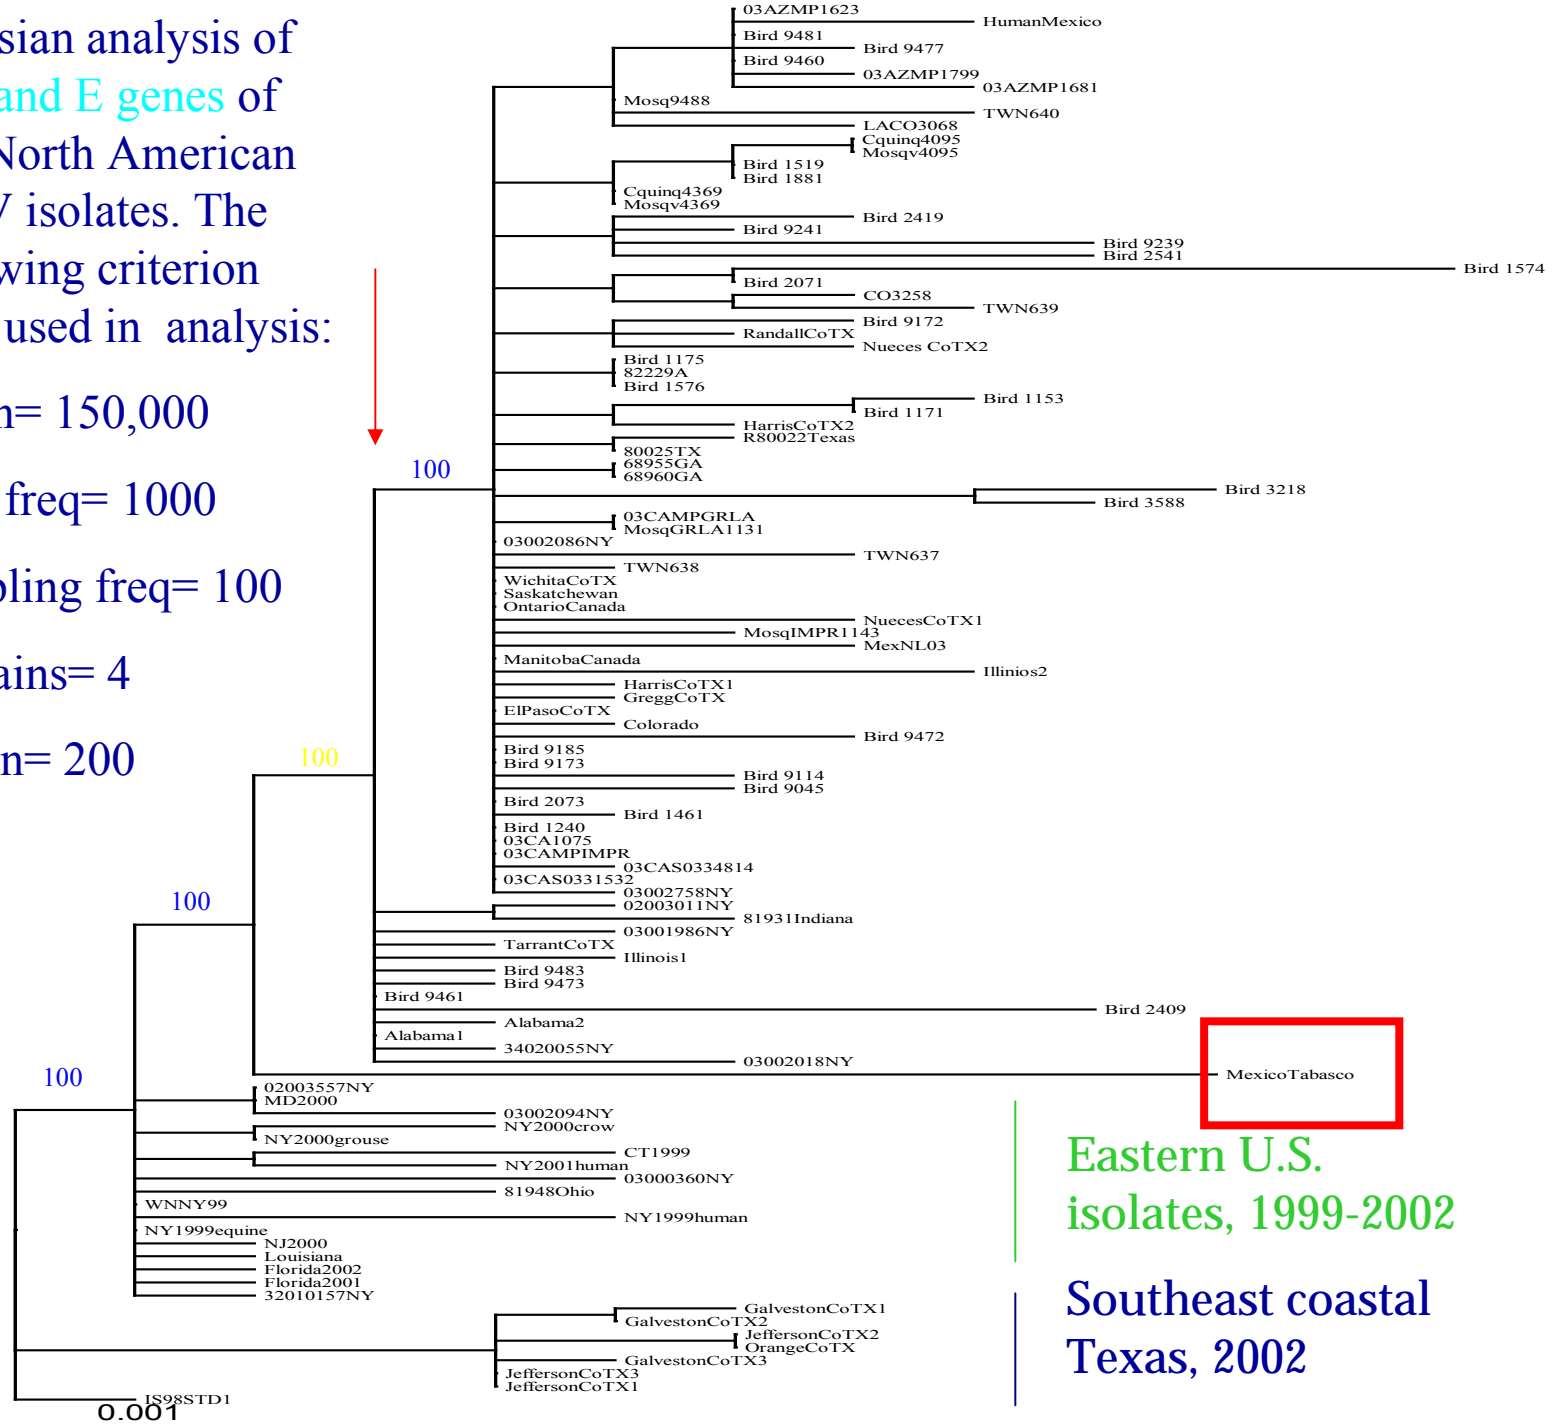 sian analysis of
and E genes of
North American
V isolates. The
wing criterion
used in analysis:
n= 150,000
freq= 1000
oling freq= 100
ains= 4
n= 200
03AZMP1623
HumanMexico
Bird 9481
Bird 9477
Bird 9460
03AZMP1799
03AZMP1681
Mosq9488
TWN640
LACO3068
Cquinq4095
Mosqv4095
Bird 1519
Bird 1881
Cquinq4369
Mosqv4369
Bird 2419
Bird 9241
Bird 9239
Bird 2541
Bird 1574
Bird 2071
CO3258
TWN639
Bird 9172
RandallCoTX
Nueces CoTX2
Bird 1175
82229A
Bird 1576
Bird 1153
Bird 1171
HarrisCoTX2
R80022Texas
80025TX
68955GA
68960GA
100
Bird 3218
Bird 3588
03CAMPGRLA
MosqGRLA1131
03002086NY
TWN637
TWN638
WichitaCoTX
Saskatchewan
OntarioCanada
NuecesCoTX1
MosqIMPR1143
MexNL03
ManitobaCanada
Illinios2
HarrisCoTX1
GreggCoTX
ElPasoCoTX
Colorado
Bird 9472
Bird 9185
Bird 9173
100
Bird 9114
Bird 9045
Bird 2073
Bird 1461
Bird 1240
03CA1075
03CAMPIMPR
03CAS0334814
03CAS0331532
03002758NY
100
02003011NY
81931Indiana
03001986NY
TarrantCoTX
Illinois1
Bird 9483
Bird 9473
Bird 9461
Bird 2409
Alabama2
Alabama1
34020055NY
03002018NY
MexicoTabasco
100
02003557NY
MD2000
03002094NY
NY2000crow
NY2000grouse
CT1999
NY2001human
03000360NY
81948Ohio
WNNY99
NY1999human
NY1999equine
NJ2000
Louisiana
Florida2002
Florida2001
32010157NY
Eastern U.S.
isolates, 1999-2002
GalvestonCoTX1
GalvestonCoTX2
JeffersonCoTX2
OrangeCoTX
GalvestonCoTX3
JeffersonCoTX3
JeffersonCoTX1
Southeast coastal
Texas, 2002
IS98STD1
0.001